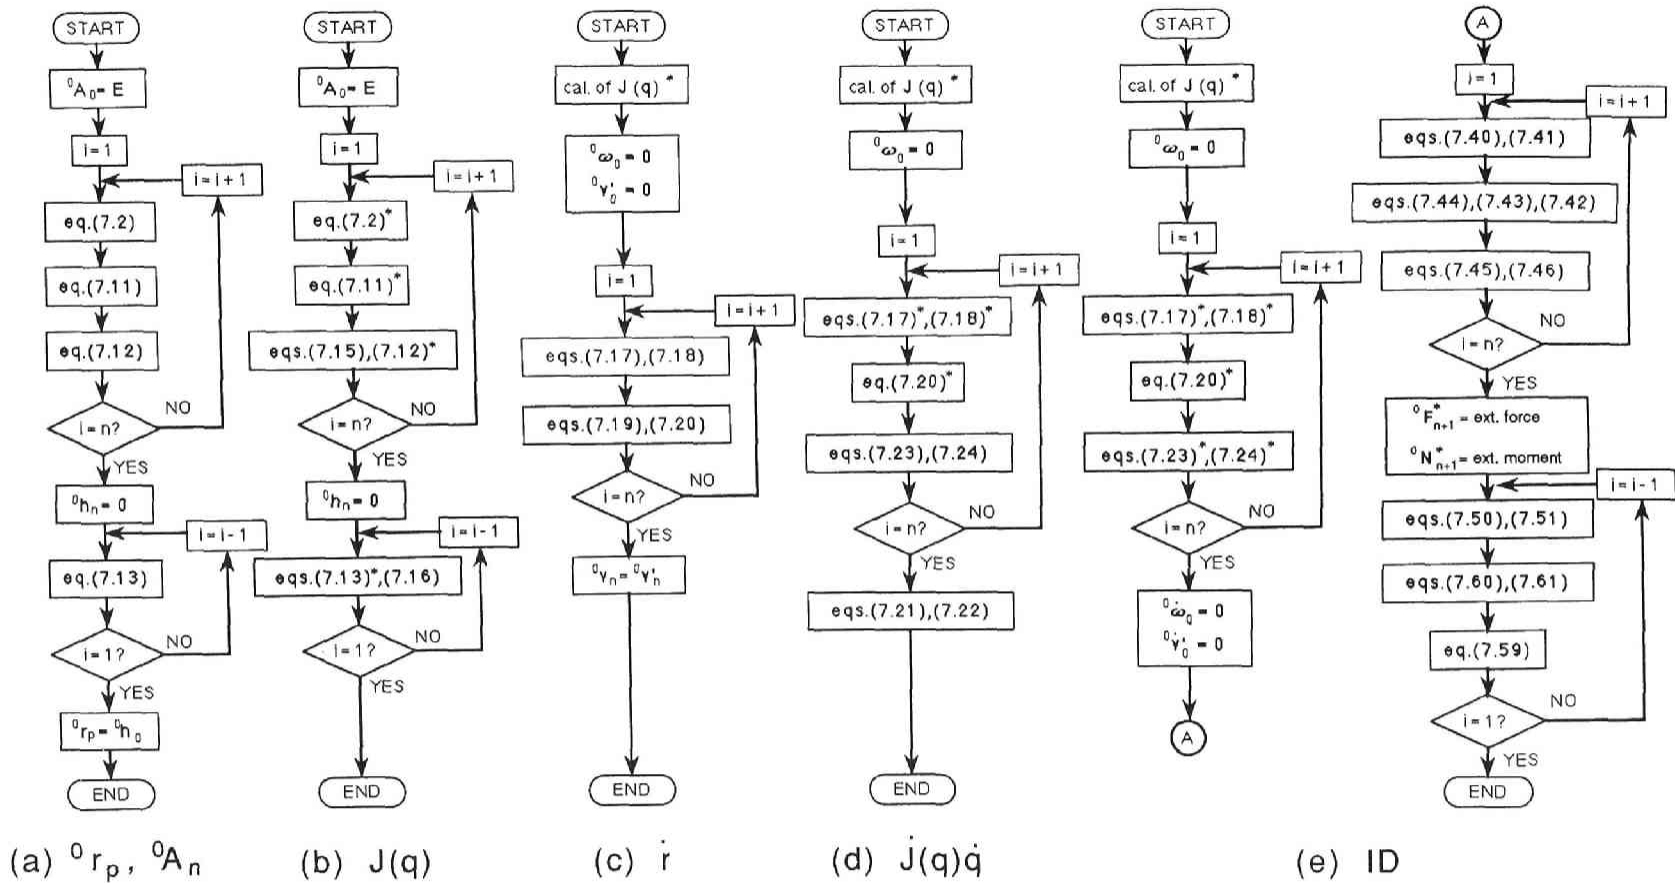 START
⁰A₀= E
i=1
i=i+1
eq.(7.2)
eq.(7.11)
eq.(7.12)
i=n?
NO
YES
⁰hₙ= 0
i=i-1
eq.(7.13)
i=1?
NO
YES
⁰rₚ= ⁰h₀
END
(a) ⁰rₚ, ⁰Aₙ
START
⁰A₀= E
i=1
i=i+1
eq.(7.2)*
eq.(7.11)*
eqs.(7.15),(7.12)*
i=n?
NO
YES
⁰hₙ= 0
i=i-1
eqs.(7.13)*,(7.16)
i=1?
NO
YES
END
(b) J(q)
START
cal. of J (q) *
⁰ω₀ = 0
⁰v'₀ = 0
i=1
i=i+1
eqs.(7.17),(7.18)
eqs.(7.19),(7.20)
i=n?
NO
YES
⁰vₙ= ⁰v'ₙ
END
(c) ṙ
START
cal. of J (q) *
⁰ω₀ = 0
i=1
i=i+1
eqs.(7.17)*,(7.18)*
eq.(7.20)*
eqs.(7.23),(7.24)
i=n?
NO
YES
eqs.(7.21),(7.22)
END
(d) J̇(q)q̇
START
cal. of J (q) *
⁰ω₀ = 0
i=1
i=i+1
eqs.(7.17)*,(7.18)*
eq.(7.20)*
eqs.(7.23)*,(7.24)*
i=n?
NO
YES
⁰ω̇₀ = 0
⁰v̇'₀ = 0
A
A
i=1
i=i+1
eqs.(7.40),(7.41)
eqs.(7.44),(7.43),(7.42)
eqs.(7.45),(7.46)
i=n?
NO
YES
⁰F*ₙ₊₁ = ext. force
⁰N*ₙ₊₁ = ext. moment
i=i-1
eqs.(7.50),(7.51)
eqs.(7.60),(7.61)
eq.(7.59)
i=1?
NO
YES
END
(e) ID